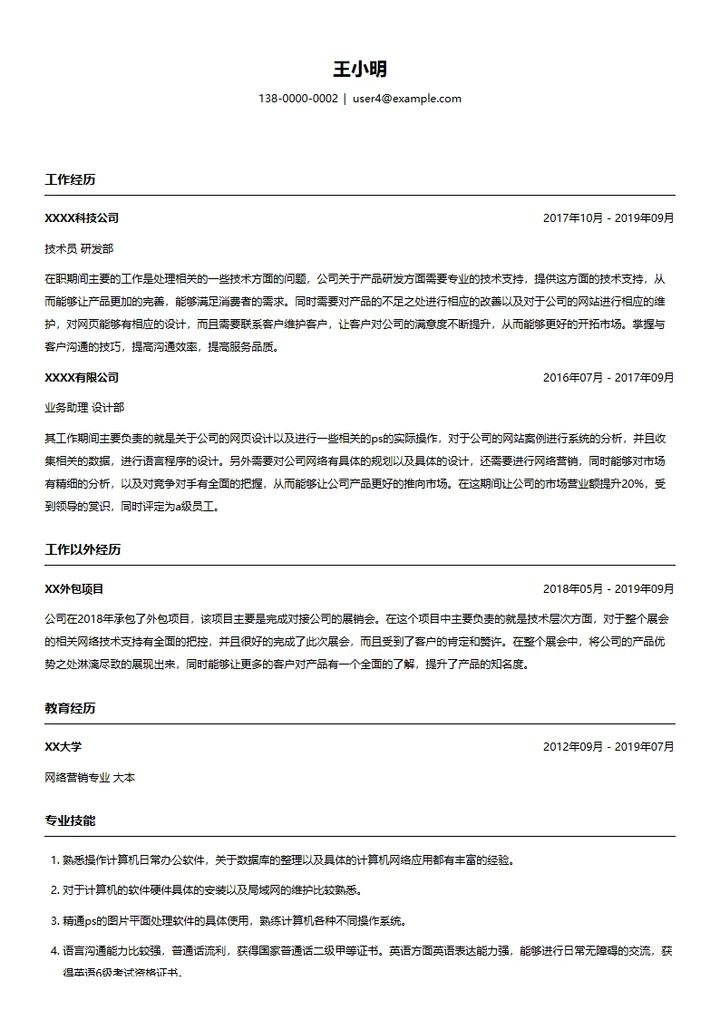 王小明
138-0000-0002 | user4@example.com
工作经历
XXXX科技公司 2017年10月 - 2019年09月
技术员 研发部
在职期间主要的工作是处理相关的一些技术方面的问题，公司关于产品研发方面需要专业的技术支持，提供这方面的技术支持，从
而能够让产品更加的完善，能够满足消费者的需求。同时需要对产品的不足之处进行相应的改善以及对于公司的网站进行相应的维
护，对网页能够有相应的设计，而且需要联系客户维护客户，让客户对公司的满意度不断提升，从而能够更好的开拓市场。掌握与
客户沟通的技巧，提高沟通效率，提高服务品质。
XXXX有限公司 2016年07月 - 2017年09月
业务助理 设计部
其工作期间主要负责的就是关于公司的网页设计以及进行一些相关的ps的实际操作，对于公司的网站案例进行系统的分析，并且收
集相关的数据，进行语言程序的设计。另外需要对公司网络有具体的规划以及具体的设计，还需要进行网络营销，同时能够对市场
有精细的分析，以及对竞争对手有全面的把握，从而能够让公司产品更好的推向市场。在这期间让公司的市场营业额提升20%，受
到领导的赏识，同时评定为a级员工。
工作以外经历
XX外包项目 2018年05月 - 2019年09月
公司在2018年承包了外包项目，该项目主要是完成对接公司的展销会。在这个项目中主要负责的就是技术层次方面，对于整个展会
的相关网络技术支持有全面的把控，并且很好的完成了此次展会，而且受到了客户的肯定和赞许。在整个展会中，将公司的产品优
势之处淋漓尽致的展现出来，同时能够让更多的客户对产品有一个全面的了解，提升了产品的知名度。
教育经历
XX大学 2012年09月 - 2019年07月
网络营销专业 大本
专业技能
1. 熟悉操作计算机日常办公软件，关于数据库的整理以及具体的计算机网络应用都有丰富的经验。
2. 对于计算机的软件硬件具体的安装以及局域网的维护比较熟悉。
3. 精通ps的图片平面处理软件的具体使用，熟练计算机各种不同操作系统。
4. 语言沟通能力比较强，普通话流利，获得国家普通话二级甲等证书。英语方面英语表达能力强，能够进行日常无障碍的交流，获
得英语6级考试资格证书。